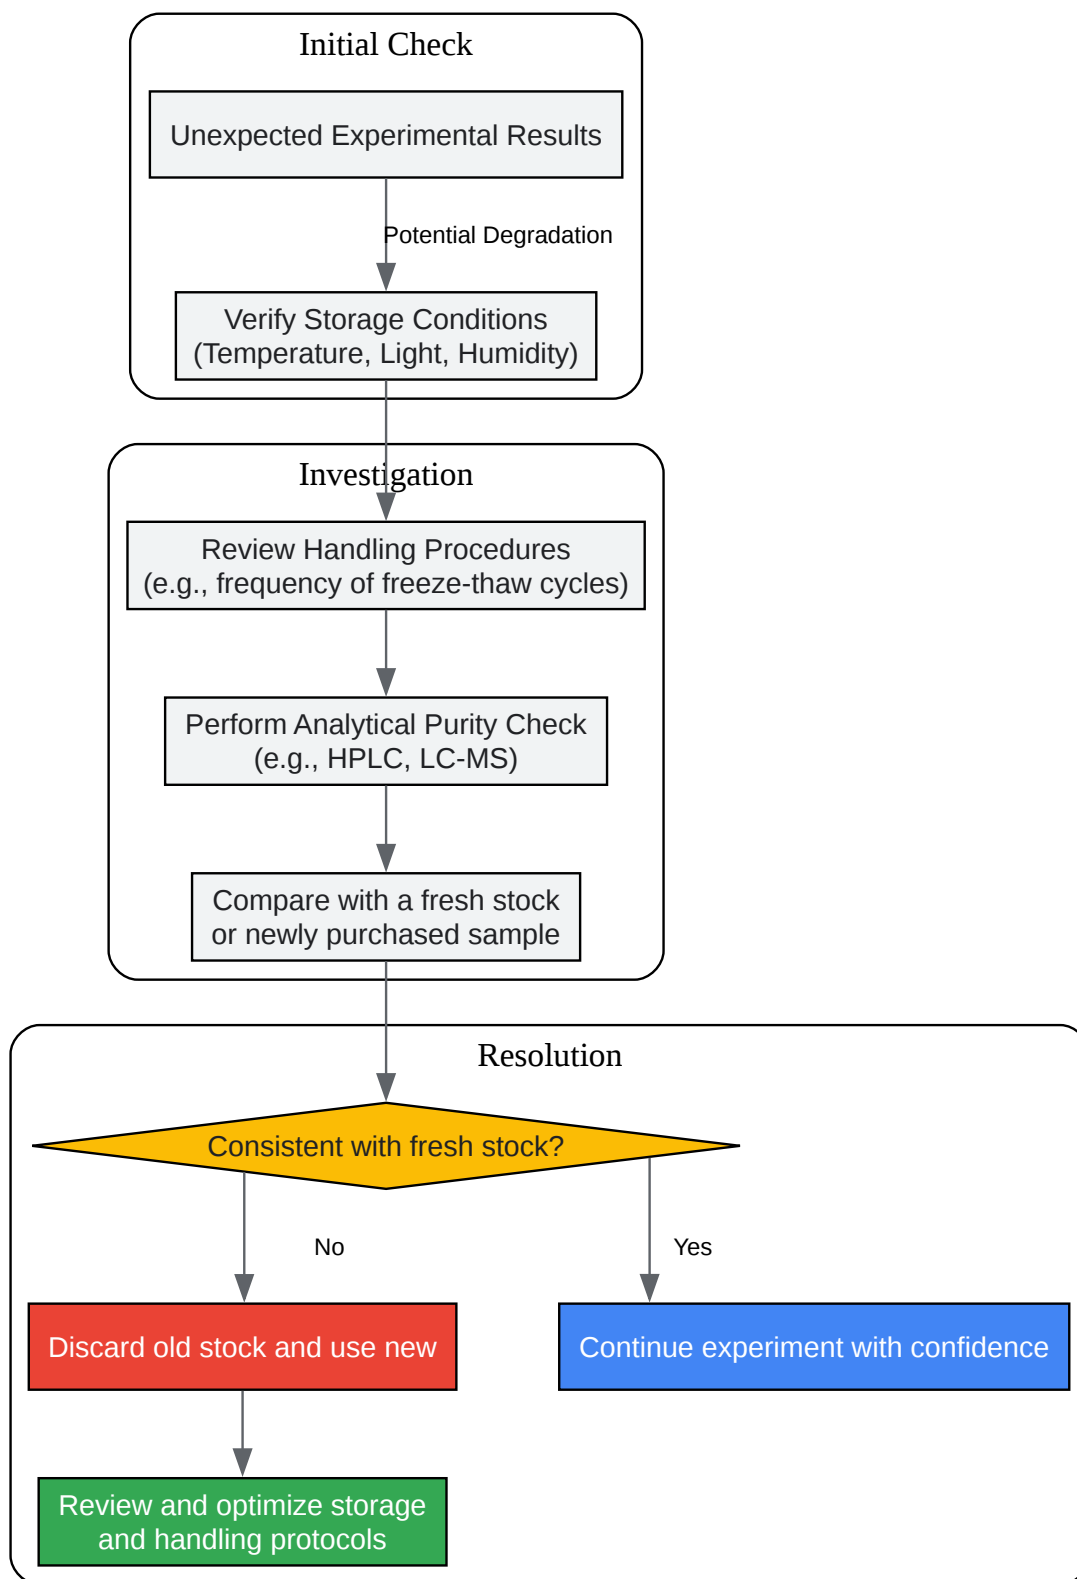 Initial Check
Unexpected Experimental Results
Potential Degradation
Verify Storage Conditions
(Temperature, Light, Humidity)
Investigation
Review Handling Procedures
(e.g., frequency of freeze-thaw cycles)
Perform Analytical Purity Check
(e.g., HPLC, LC-MS)
Compare with a fresh stock
or newly purchased sample
Resolution
Consistent with fresh stock?
No
Yes
Discard old stock and use new
Continue experiment with confidence
Review and optimize storage
and handling protocols